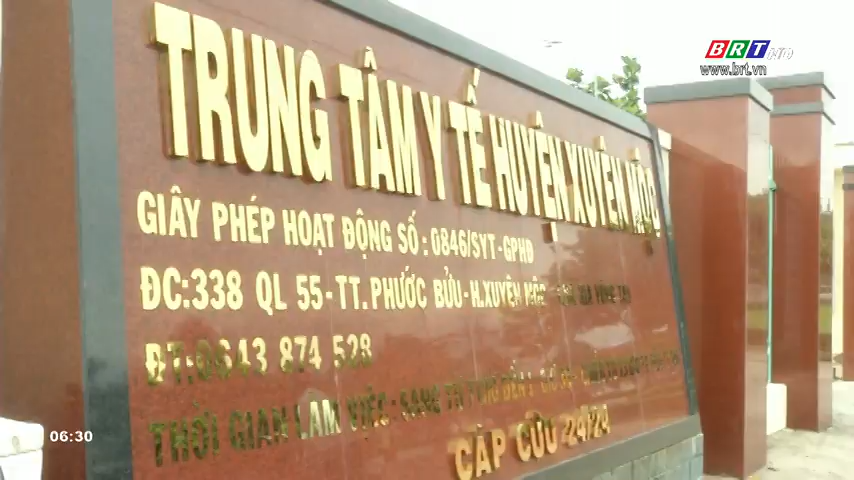 BRT HD
www.brt.vn
TRUNG TÂM Y TẾ HUYỆN XUYÊN MỘC
GIẤY PHÉP HOẠT ĐỘNG SỐ : 0846/SYT-GPHĐ
ĐC:338 QL 55-TT.PHƯỚC BỬU-H.XUYÊN MỘC
ĐT:0643 874 528
THỜI GIAN LÀM VIỆC:
CẤP CỨU 24/24
06:30